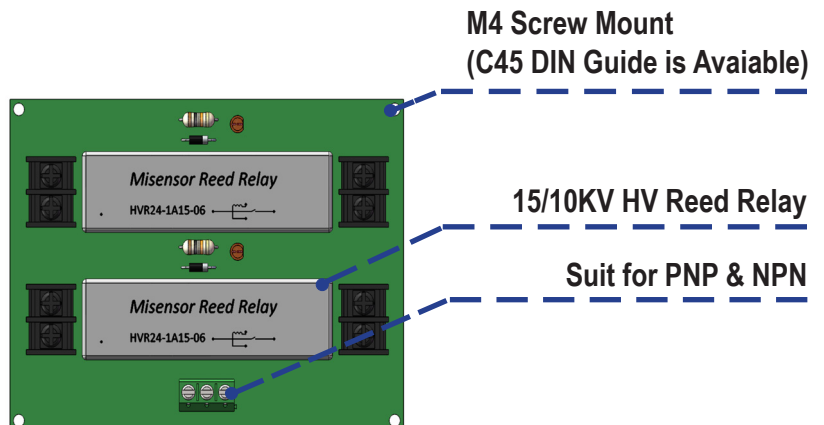 M4 Screw Mount
(C45 DIN Guide is Avaiable)
Misensor Reed Relay
HVR24-1A15-06
15/10KV HV Reed Relay
Suit for PNP & NPN
Misensor Reed Relay
HVR24-1A15-06